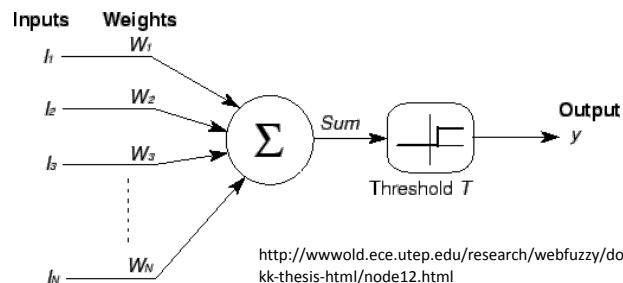 Inputs Weights
I1 W1
I2 W2
I3 W3
IN WN
Σ
Sum
Threshold T
Output
y
http://wwwold.ece.utep.edu/research/webfuzzy/do
kk-thesis-html/node12.html